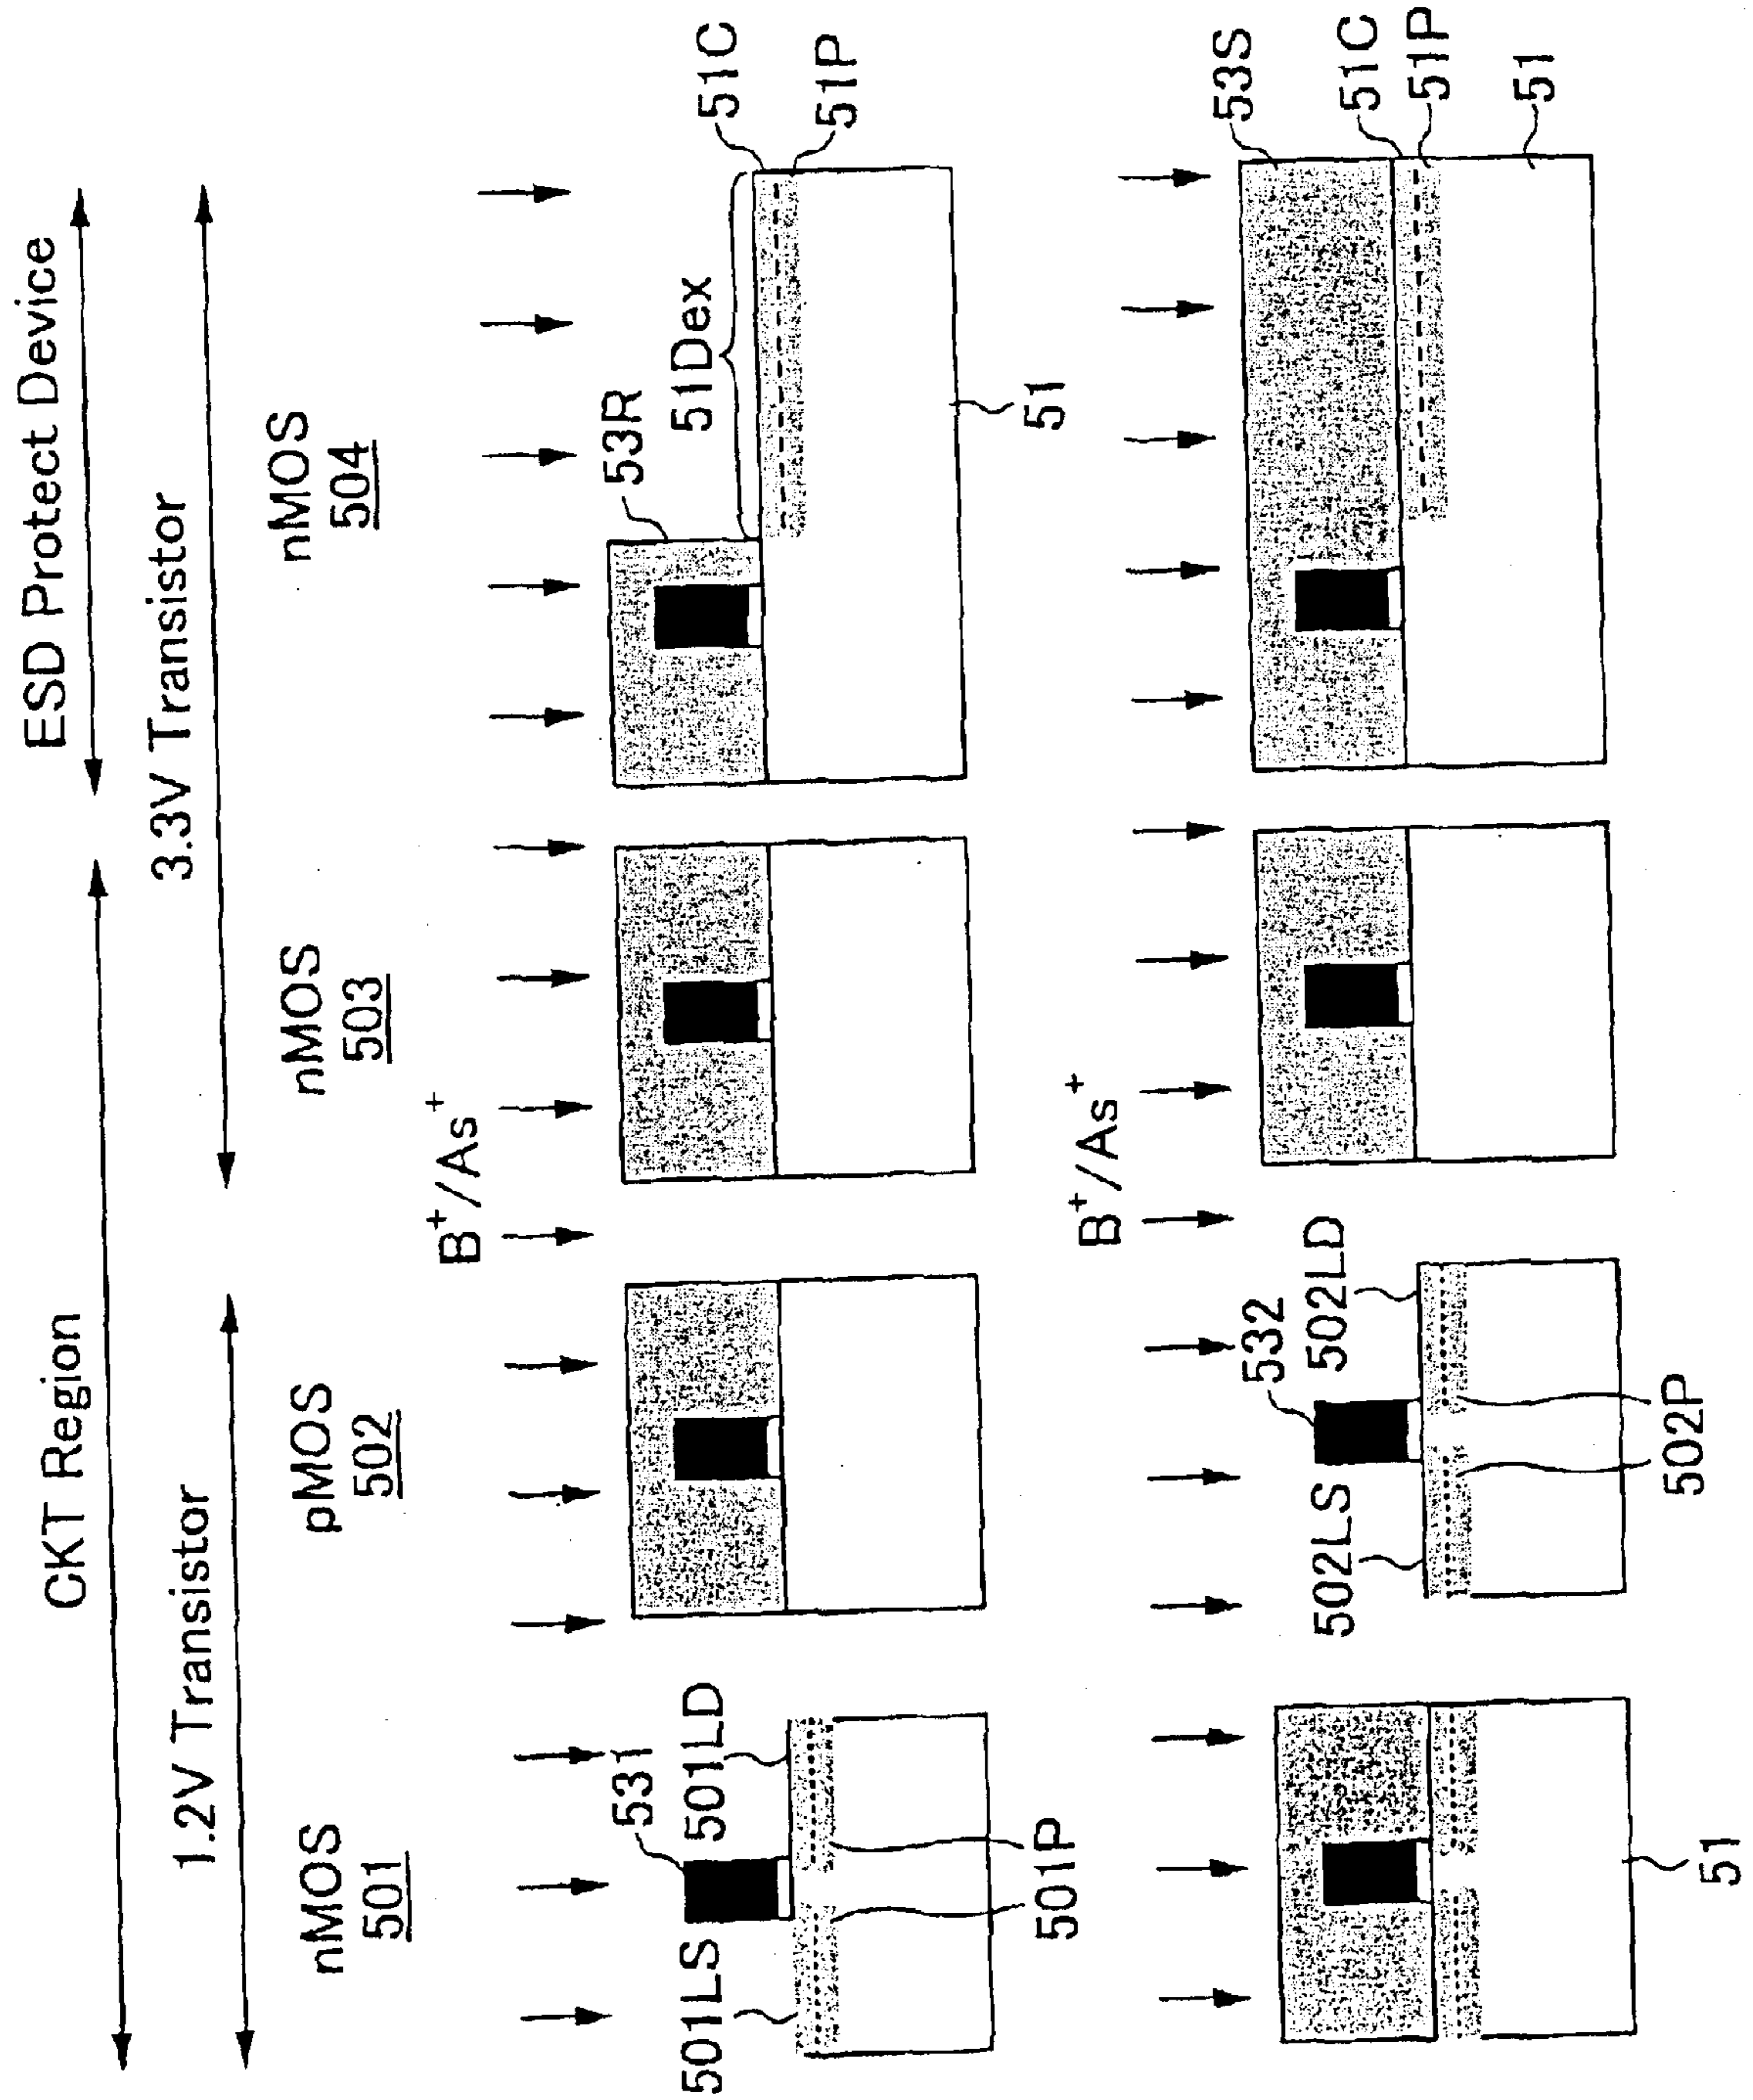 ESD Protect Device
CKT Region
3.3V Transistor
1.2V Transistor
nMOS
501
pMOS
502
nMOS
503
nMOS
504
B+/As+
501LS
531
501LD
501P
53R
51Dex
51C
51P
51
B+/As+
502LS
532
502LD
502P
53S
51C
51P
51
51